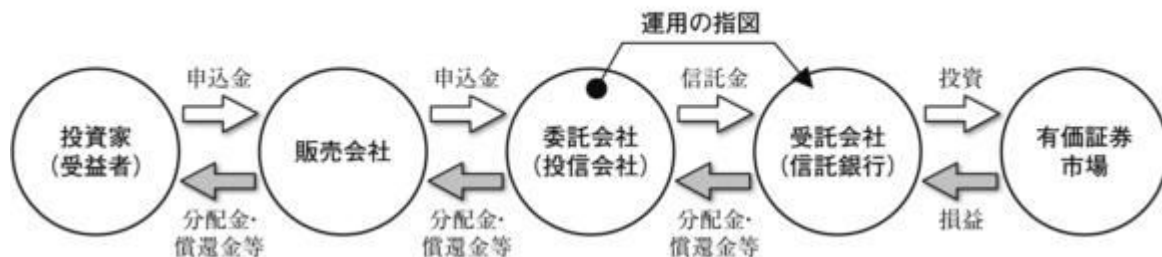 運用の指図
申込金
申込金
信託金
投資
投資家
(受益者)
販売会社
委託会社
(投信会社)
受託会社
(信託銀行)
有価証券
市場
分配金・
償還金等
分配金・
償還金等
分配金・
償還金等
損益